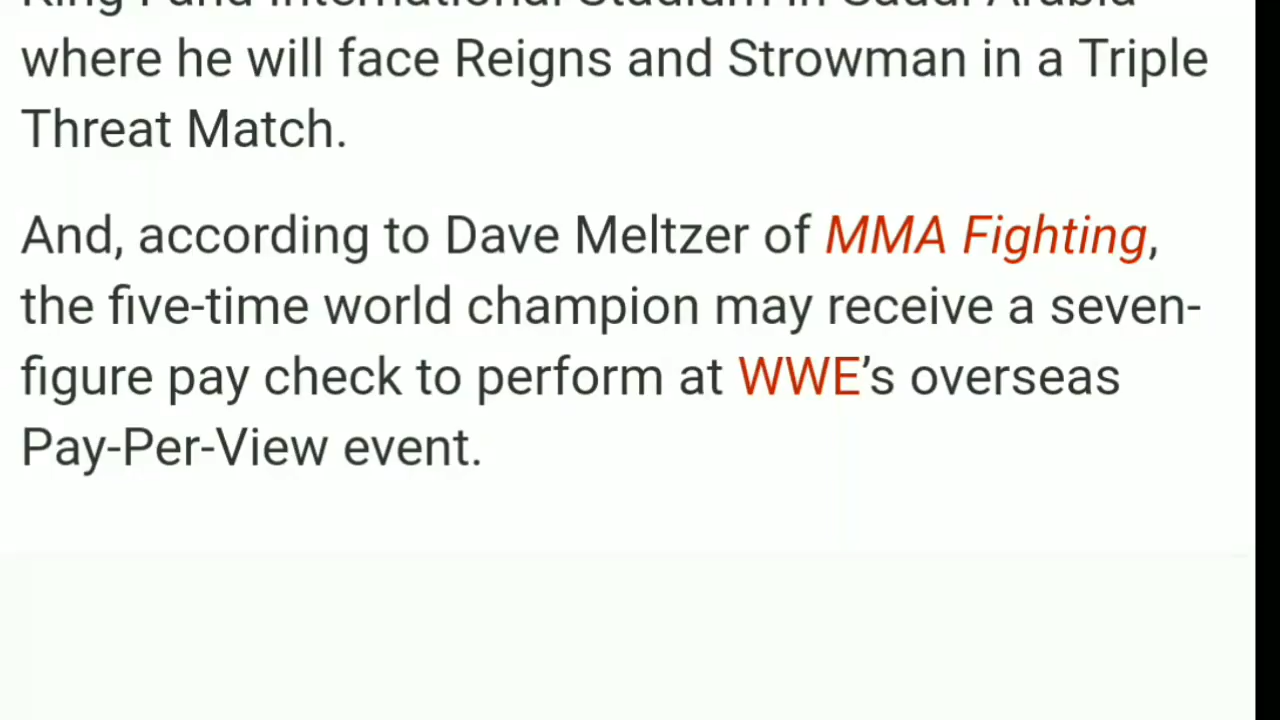 where he will face Reigns and Strowman in a Triple
Threat Match.
And, according to Dave Meltzer of MMA Fighting,
the five-time world champion may receive a seven-
figure pay check to perform at WWE’s overseas
Pay-Per-View event.